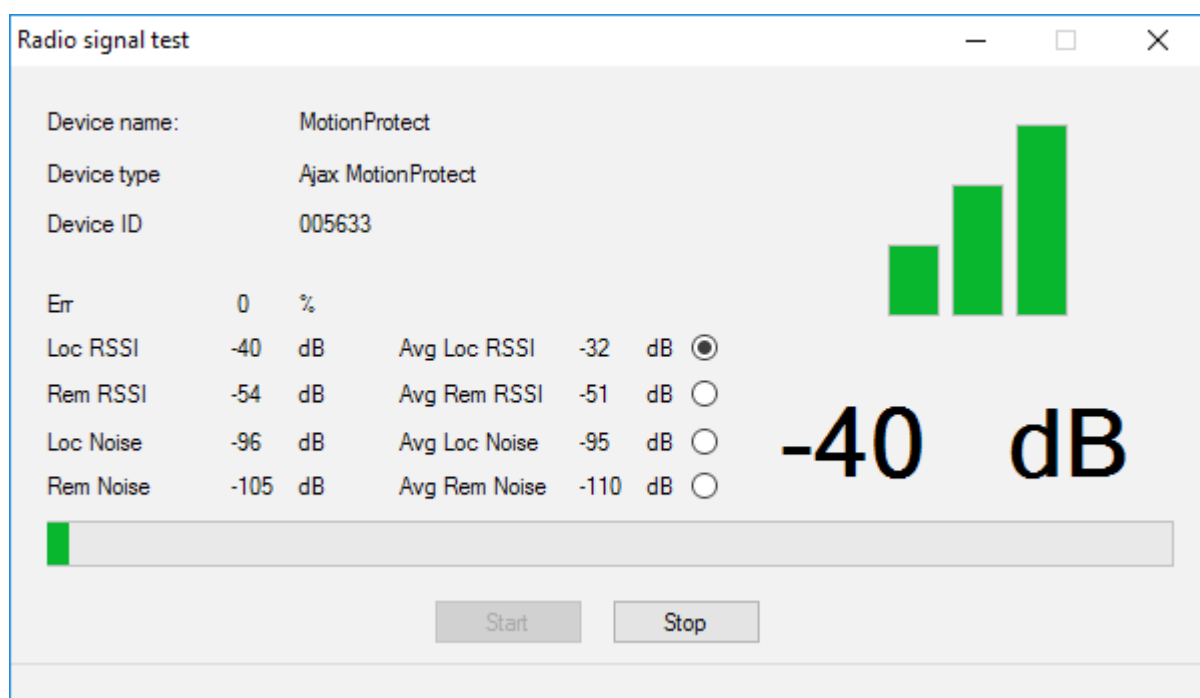 Radio signal test
Device name: MotionProtect
Device type Ajax MotionProtect
Device ID 005633
Err 0 %
Loc RSSI -40 dB Avg Loc RSSI -32 dB
Rem RSSI -54 dB Avg Rem RSSI -51 dB
Loc Noise -96 dB Avg Loc Noise -95 dB
Rem Noise -105 dB Avg Rem Noise -110 dB
-40 dB
Start Stop